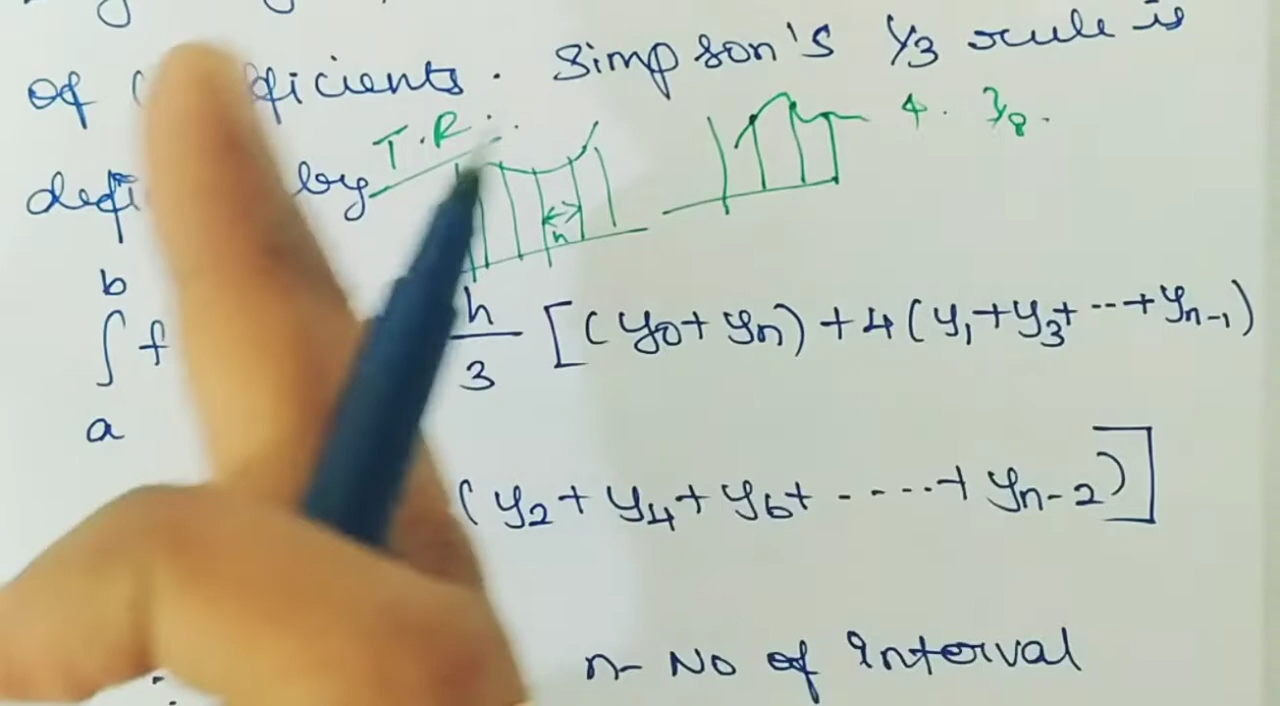 of Simpson's 1/3 rule is
by T.R. 4. 3/8.
h
b
∫ f h/3 [(y₀ + yₙ) + 4(y₁ + y₃ + --- + yₙ₋₁)
a
(y₂ + y₄ + y₆ + ----- + yₙ₋₂)]
n- No of Interval